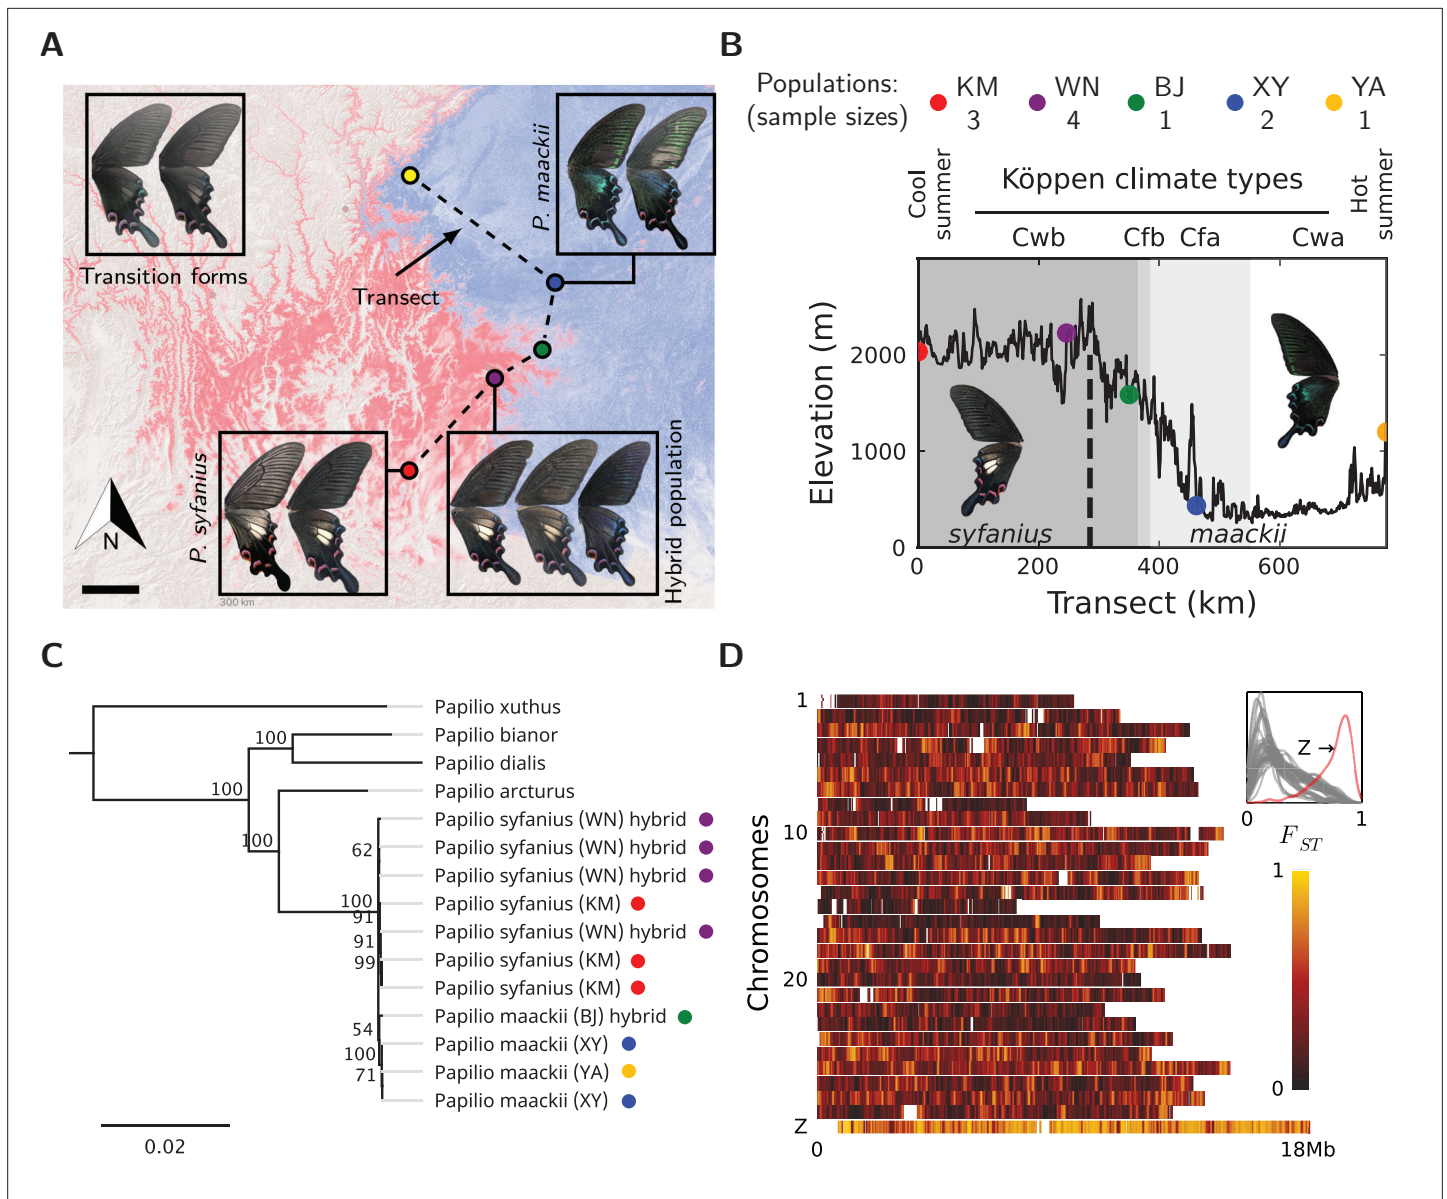 A
Transition forms
Transect
P. maackii
P. syfanius
Hybrid population
N
300 km
B
Populations:
(sample sizes)
KM WN BJ XY YA
3 4 1 2 1
Cool
summer
Köppen climate types
Hot
summer
Cwb Cfb Cfa Cwa
Elevation (m)
2000
1000
0
syfanius
maackii
0 200 400 600
Transect (km)
C
Papilio xuthus
100
Papilio bianor
Papilio dialis
100
Papilio arcturus
100
Papilio syfanius (WN) hybrid
62
Papilio syfanius (WN) hybrid
Papilio syfanius (WN) hybrid
100
Papilio syfanius (KM)
91
Papilio syfanius (WN) hybrid
91
Papilio syfanius (KM)
99
Papilio syfanius (KM)
Papilio maackii (BJ) hybrid
54
Papilio maackii (XY)
100
Papilio maackii (YA)
71
Papilio maackii (XY)
0.02
D
Chromosomes
1
10
20
Z
0 18Mb
Z
0 1
FST
1
0